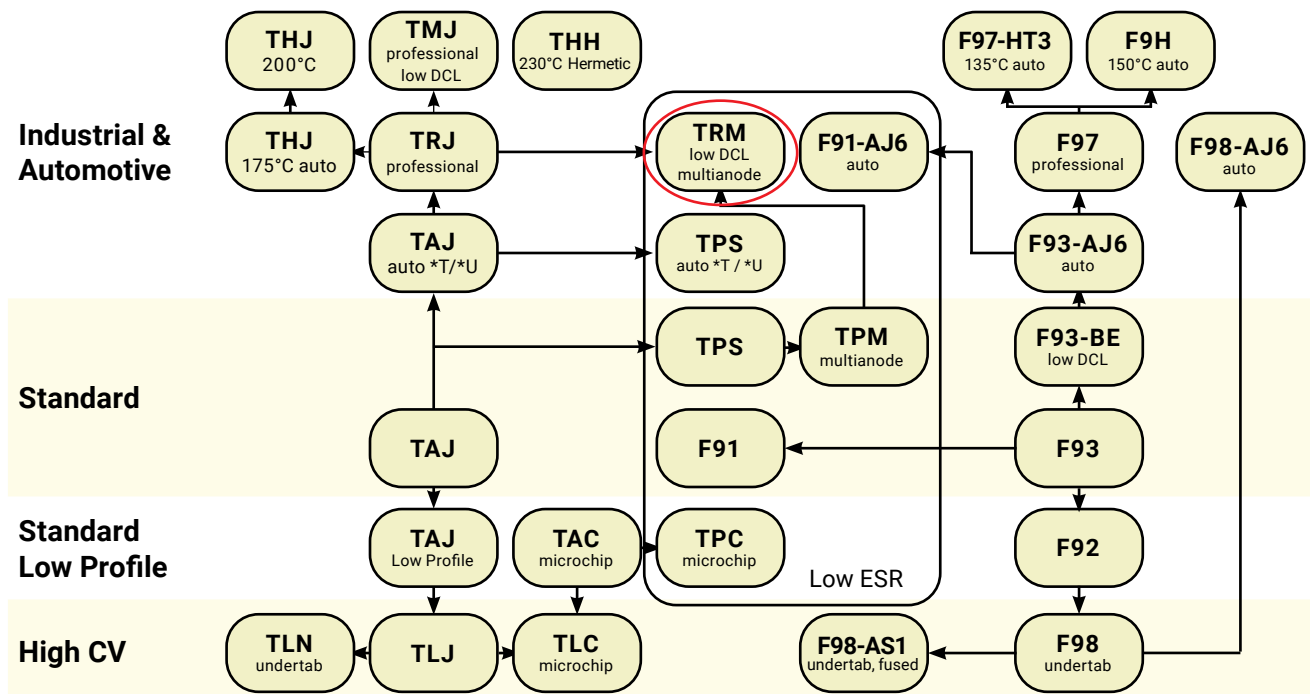 THJ
200°C
TMJ
professional
low DCL
THH
230°C Hermetic
F97-HT3
135°C auto
F9H
150°C auto
Industrial &
Automotive
THJ
175°C auto
TRJ
professional
TRM
low DCL
multianode
F91-AJ6
auto
F97
professional
F98-AJ6
auto
TAJ
auto *T/*U
TPS
auto *T / *U
F93-AJ6
auto
Standard
TPS
TPM
multianode
F93-BE
low DCL
TAJ
F91
F93
Standard
Low Profile
TAJ
Low Profile
TAC
microchip
TPC
microchip
Low ESR
F92
High CV
TLN
undertab
TLJ
TLC
microchip
F98-AS1
undertab, fused
F98
undertab